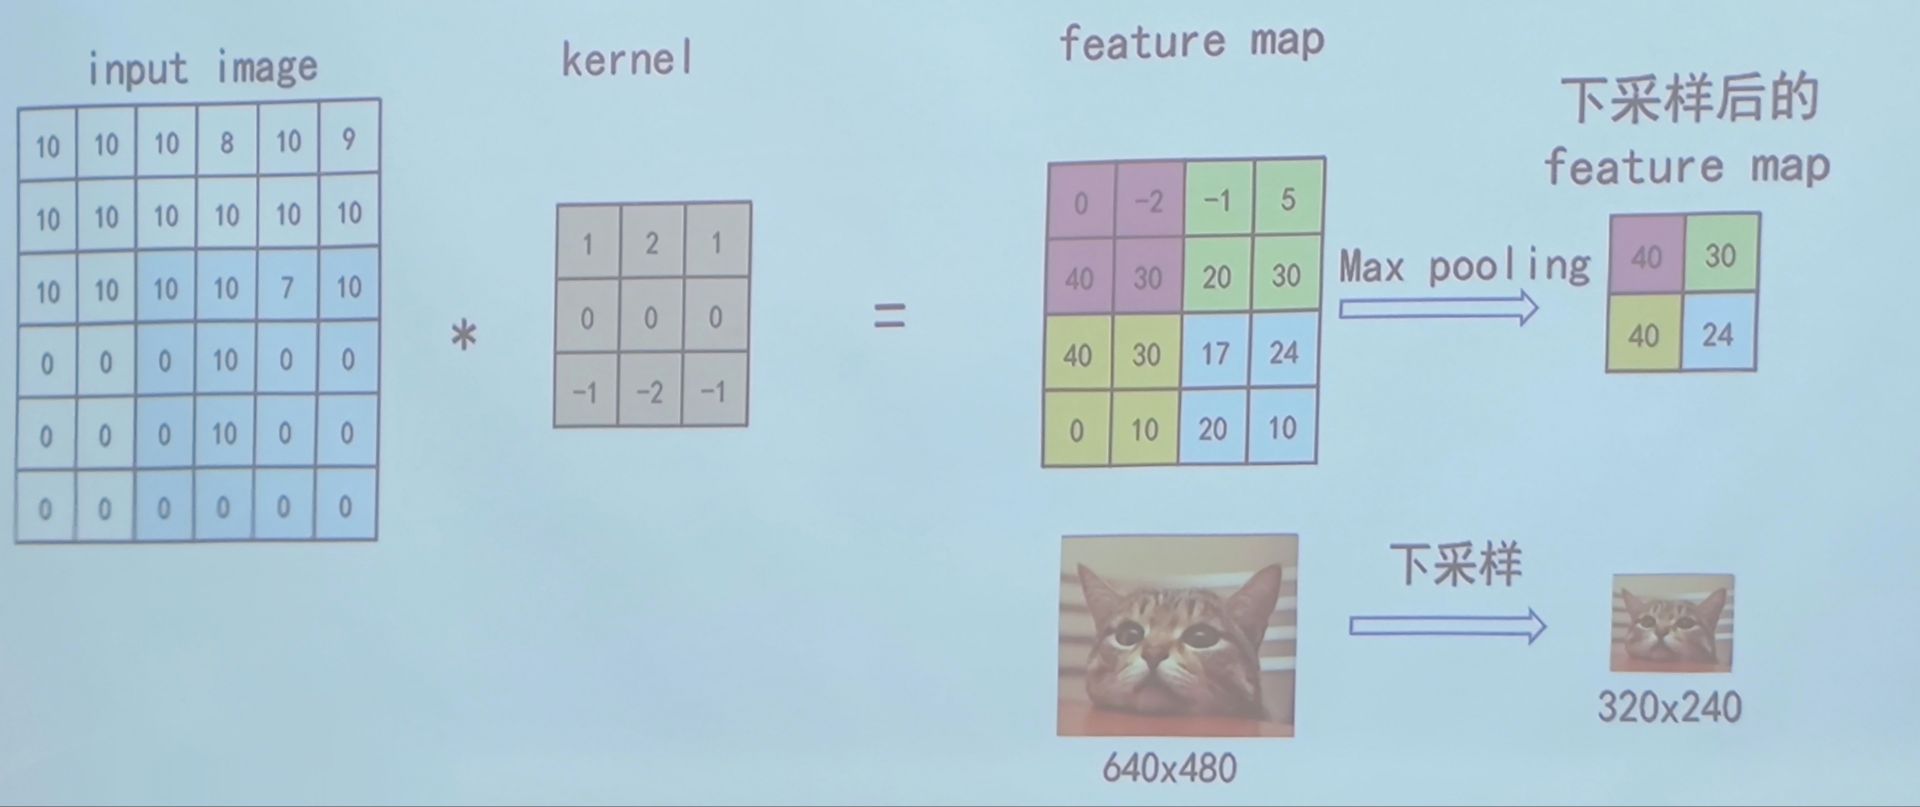 input image
10 10 10 8 10 9
10 10 10 10 10 10
10 10 10 10 7 10
0 0 0 10 0 0
0 0 0 10 0 0
0 0 0 0 0 0
*
kernel
1 2 1
0 0 0
-1 -2 -1
=
feature map
0 -2 -1 5
40 30 20 30
40 30 17 24
0 10 20 10
Max pooling
下采样后的
feature map
40 30
40 24
640x480
下采样
320x240